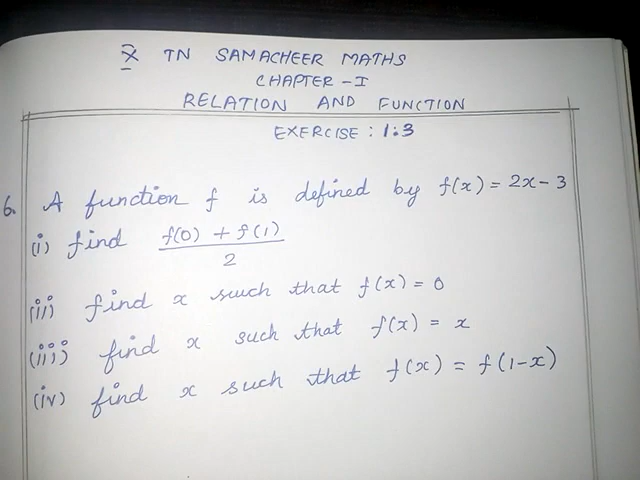 X TN SAMACHEER MATHS
CHAPTER -I
RELATION AND FUNCTION
EXERCISE : 1:3
6. A function f is defined by f(x) = 2x - 3
(i) find f(0) + f(1) / 2
(ii) find x such that f(x) = 0
(iii) find x such that f(x) = x
(iv) find x such that f(x) = f(1-x)